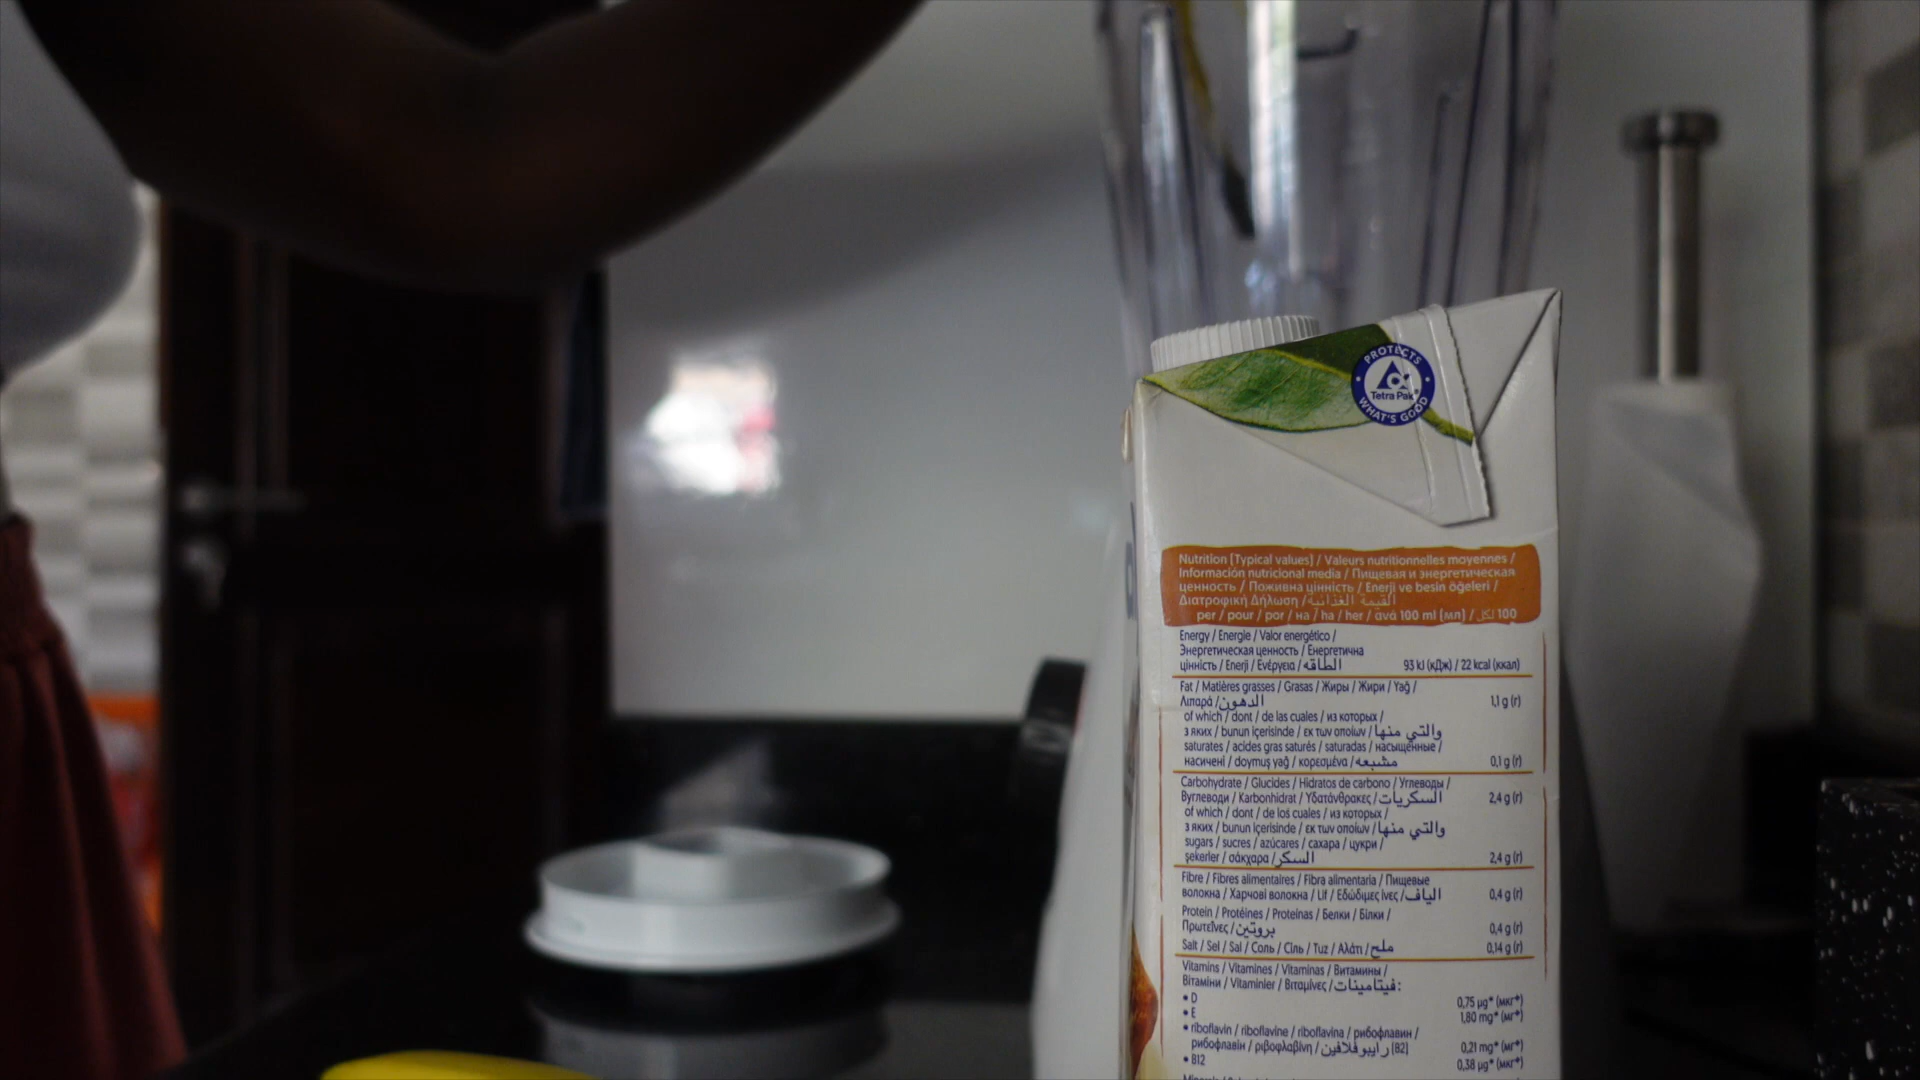 PROTECTS
Tetra Pak®
WHAT'S GOOD
Nutrition [Typical values] / Valeurs nutritionnelles moyennes /
Información nutricional media / Пищевая и энергетическая
ценность / Поживна цінність / Enerji ve besin öğeleri /
Διατροφική Δήλωση / القيمة الغذائية
per / pour / por / на / на / her / ανά 100 ml [мл] / لكل 100
Energy / Energie / Valor energético /
Энергетическая ценность / Енергетична
цінність / Enerji / Ενέργεια / الطاقة 93 kJ (кДж) / 22 kcal (ккал)
Fat / Matières grasses / Grasas / Жиры / Жири / Yağ /
Λιπαρά / الدهون 1,1 g (г)
of which / dont / de las cuales / из которых /
з яких / bunun içerisinde / εκ των οποίων / والتي منها
saturates / acides gras saturés / saturadas / насыщенные /
насичені / doymuş yağ / κορεσμένα / مشبعه 0,1 g (г)
Carbohydrate / Glucides / Hidratos de carbono / Углеводы /
Вуглеводи / Karbonhidrat / Υδατάνθρακες / السكريات 2,4 g (г)
of which / dont / de los cuales / из которых /
з яких / bunun içerisinde / εκ των οποίων / والتي منها
sugars / sucres / azúcares / сахара / цукри /
şekerler / σάκχαρα / السكر 2,4 g (г)
Fibre / Fibres alimentaires / Fibra alimentaria / Пищевые
волокна / Харчові волокна / Lif / Εδώδιμες ίνες / الياف 0,4 g (г)
Protein / Protéines / Proteínas / Белки / Білки /
Πρωτεΐνες / بروتين 0,4 g (г)
Salt / Sel / Sal / Соль / Сіль / Tuz / Αλάτι / ملح 0,14 g (г)
Vitamins / Vitamines / Vitaminas / Витамины /
Вітаміни / Vitaminler / Βιταμίνες / فيتامينات:
• D 0,75 µg* (мкг*)
• E 1,80 mg* (мг*)
• riboflavin / riboflavine / riboflavina / рибофлавин /
рибофлавін / ριβοφλαβίνη / رايبوفلافين (B2) 0,21 mg* (мг*)
• B12 0,38 µg* (мкг*)